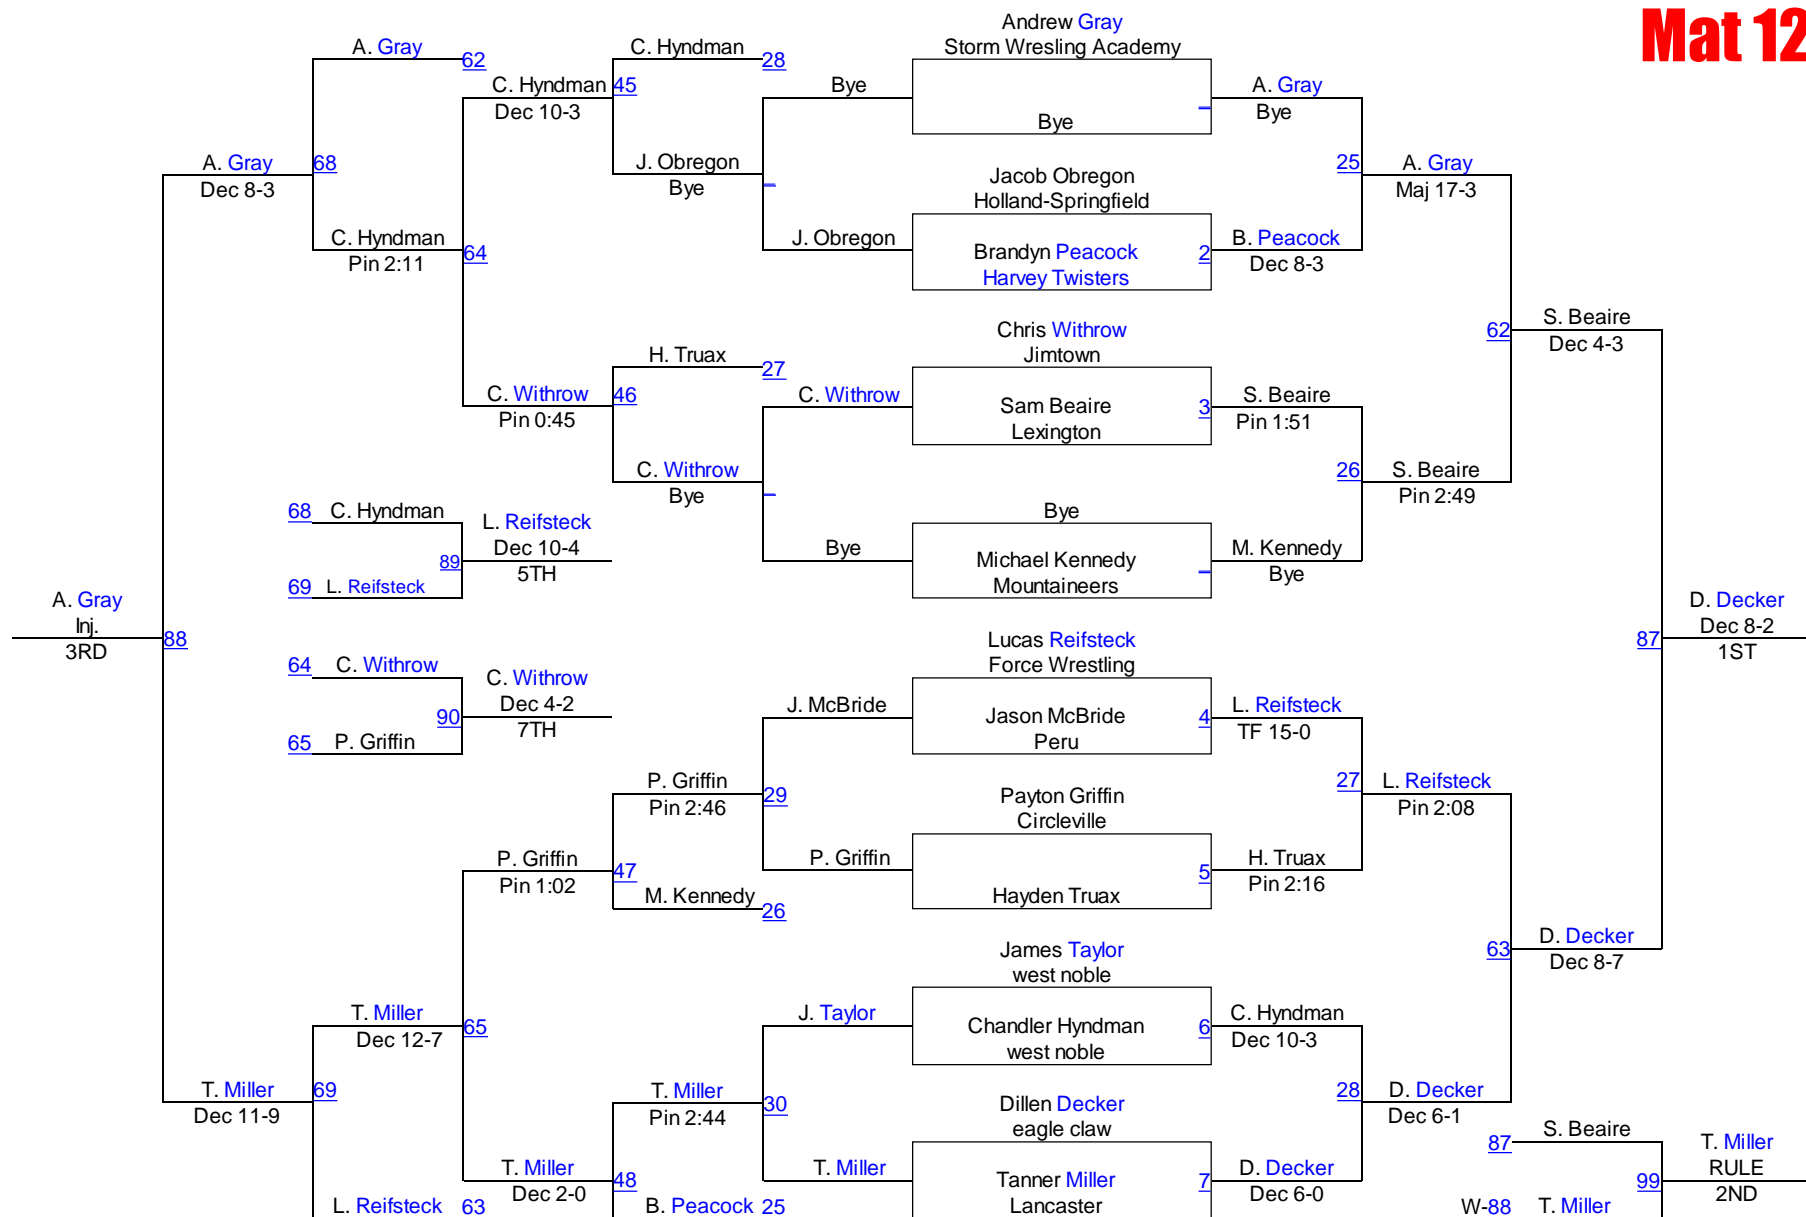 Mat 12
Andrew Gray
Storm Wresling Academy
A. Gray
62
C. Hyndman
28
C. Hyndman
45
Dec 10-3
Bye
_
Bye
A. Gray
Bye
A. Gray
68
Dec 8-3
J. Obregon
Bye
_
Jacob Obregon
Holland-Springfield
25
A. Gray
Maj 17-3
C. Hyndman
64
Pin 2:11
J. Obregon
Brandyn Peacock
2
Harvey Twisters
B. Peacock
Dec 8-3
Chris Withrow
Jimtown
62
S. Beaire
Dec 4-3
H. Truax
27
C. Withrow
46
Pin 0:45
C. Withrow
Sam Beaire
3
Lexington
S. Beaire
Pin 1:51
C. Withrow
Bye
_
26
S. Beaire
Pin 2:49
68
C. Hyndman
L. Reifsteck
89
Dec 10-4
5TH
69
L. Reifsteck
Bye
Bye
Michael Kennedy
_
Mountaineers
M. Kennedy
Bye
A. Gray
Inj.
88
3RD
87
D. Decker
Dec 8-2
1ST
Lucas Reifsteck
Force Wrestling
64
C. Withrow
C. Withrow
90
Dec 4-2
7TH
65
P. Griffin
J. McBride
Jason McBride
4
Peru
L. Reifsteck
TF 15-0
P. Griffin
29
Pin 2:46
Payton Griffin
Circleville
27
L. Reifsteck
Pin 2:08
P. Griffin
47
Pin 1:02
P. Griffin
Hayden Truax
5
H. Truax
Pin 2:16
M. Kennedy
26
James Taylor
west noble
63
D. Decker
Dec 8-7
T. Miller
65
Dec 12-7
J. Taylor
Chandler Hyndman
6
west noble
C. Hyndman
Dec 10-3
T. Miller
69
Dec 11-9
T. Miller
30
Pin 2:44
Dillen Decker
eagle claw
28
D. Decker
Dec 6-1
87
S. Beaire
T. Miller
99
RULE
2ND
T. Miller
48
Dec 2-0
T. Miller
Tanner Miller
7
Lancaster
D. Decker
Dec 6-0
L. Reifsteck 63
B. Peacock 25
W-88 T. Miller